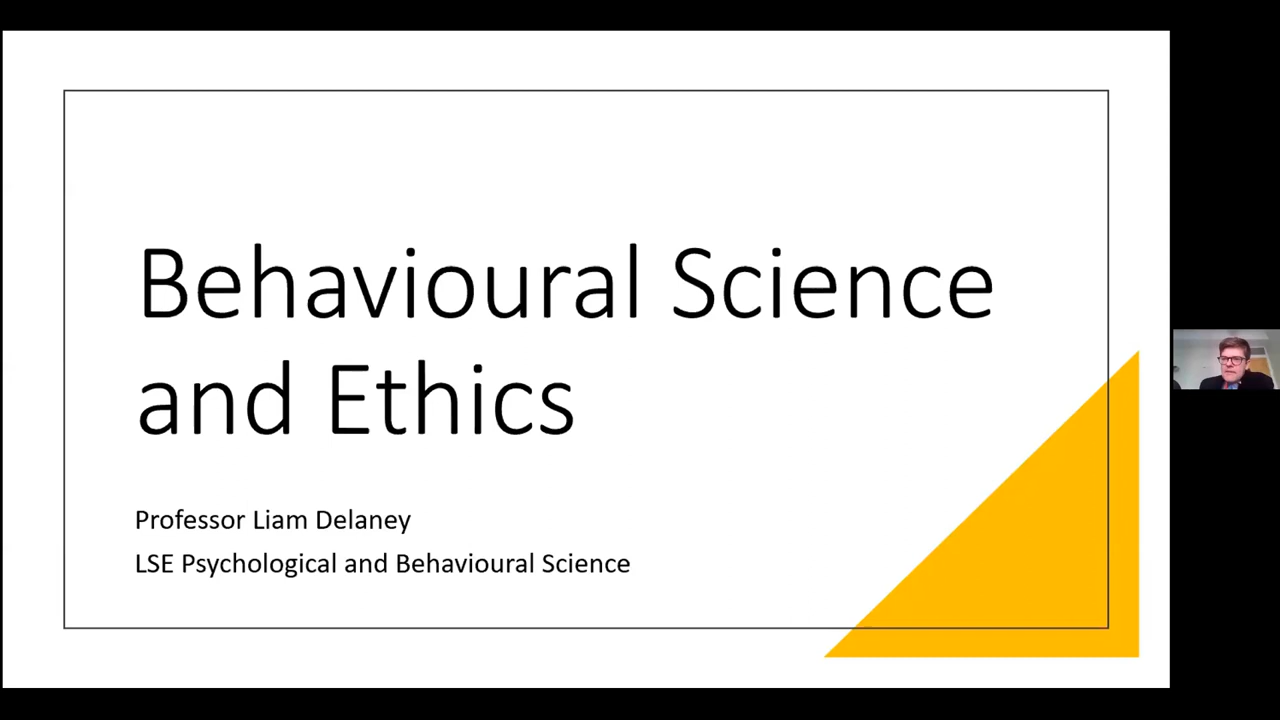 Behavioural Science
and Ethics
Professor Liam Delaney
LSE Psychological and Behavioural Science